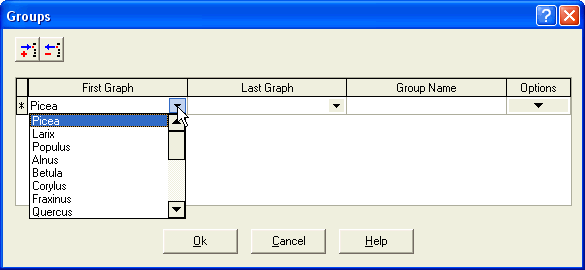 Groups
First Graph Last Graph Group Name Options
* Picea
Picea
Larix
Populus
Alnus
Betula
Corylus
Fraxinus
Quercus
Ok Cancel Help